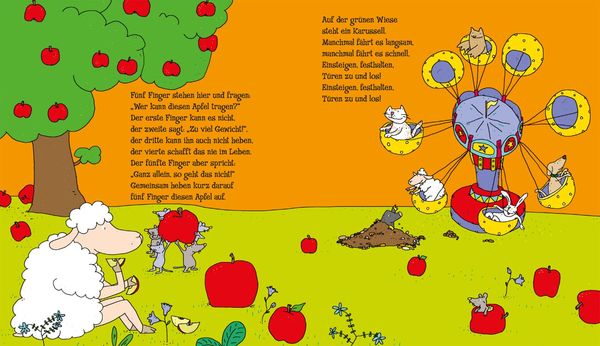 Fünf Finger stehen hier und fragen:
„Wer kann diesen Apfel tragen?“
Der erste Finger kann es nicht,
der zweite sagt: „Zu viel Gewicht!“,
der dritte kann ihn auch nicht heben,
der vierte schafft das nie im Leben.
Der fünfte Finger aber spricht:
„Ganz allein, so geht das nicht!“
Gemeinsam heben kurz darauf
fünf Finger diesen Apfel auf.
Auf der grünen Wiese
steht ein Karussell.
Manchmal fährt es langsam,
manchmal fährt es schnell.
Einsteigen, festhalten,
Türen zu und los!
Einsteigen, festhalten,
Türen zu und los!